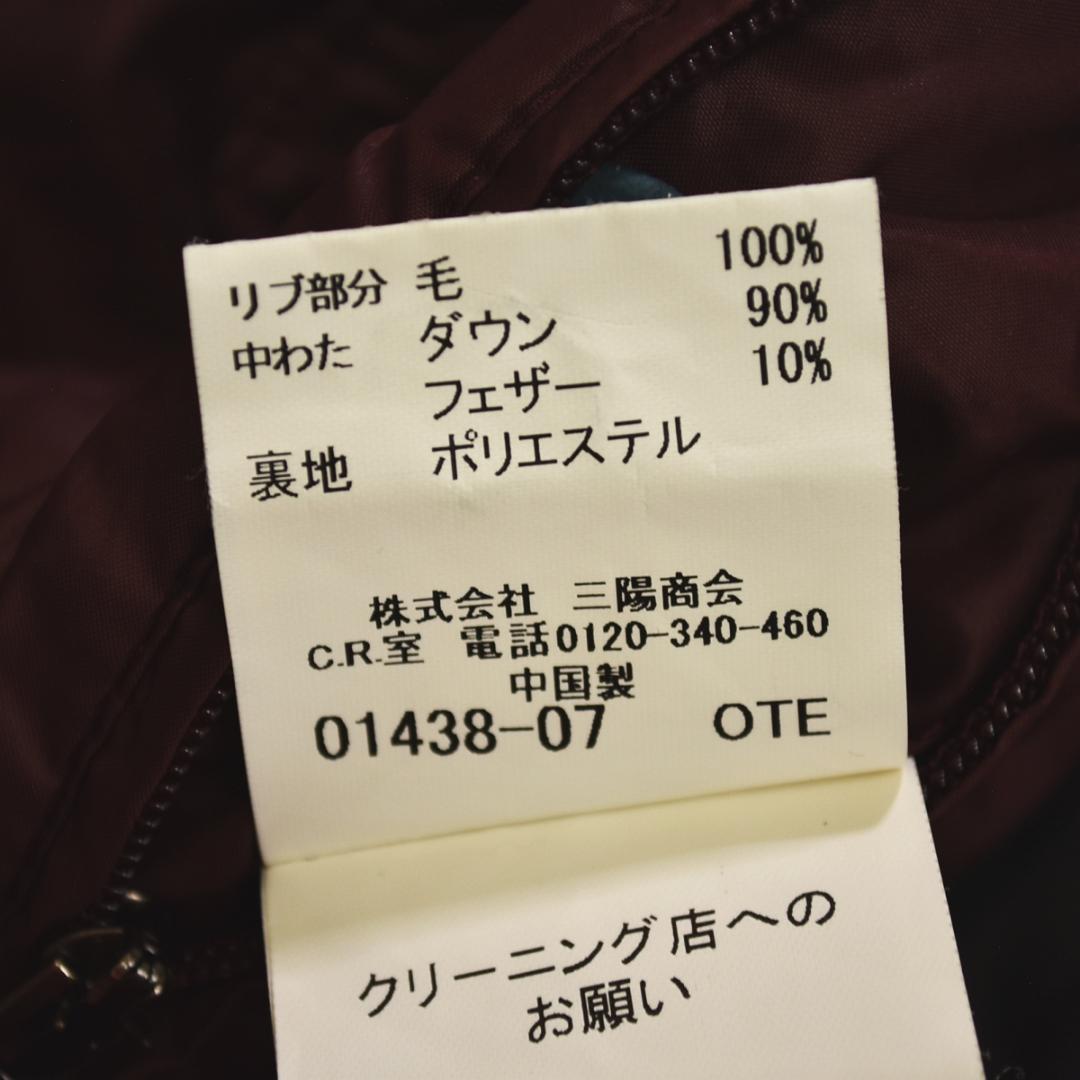 リブ部分 毛 100%
中わた ダウン 90%
フェザー 10%
裏地 ポリエステル
株式会社 三陽商会
C.R.室 電話0120-340-460
中国製
01438-07 OTE
クリーニング店への
お願い